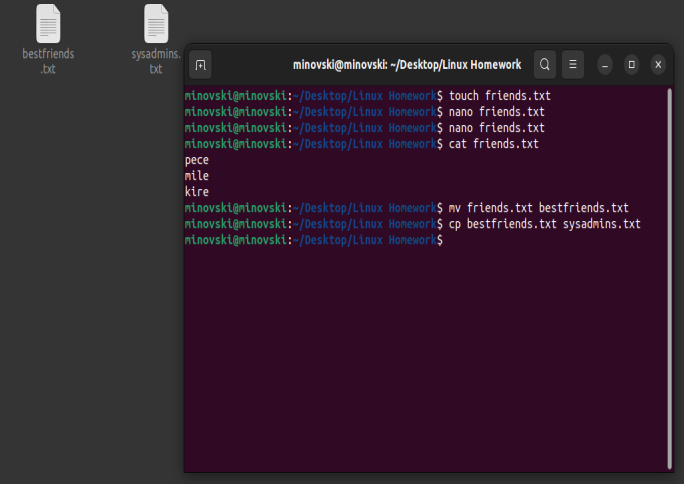 bestfriends
.txt
sysadmins.
txt
minovski@minovski: ~/Desktop/Linux Homework
minovski@minovski:~/Desktop/Linux Homework$ touch friends.txt
minovski@minovski:~/Desktop/Linux Homework$ nano friends.txt
minovski@minovski:~/Desktop/Linux Homework$ nano friends.txt
minovski@minovski:~/Desktop/Linux Homework$ cat friends.txt
pece
mile
kire
minovski@minovski:~/Desktop/Linux Homework$ mv friends.txt bestfriends.txt
minovski@minovski:~/Desktop/Linux Homework$ cp bestfriends.txt sysadmins.txt
minovski@minovski:~/Desktop/Linux Homework$